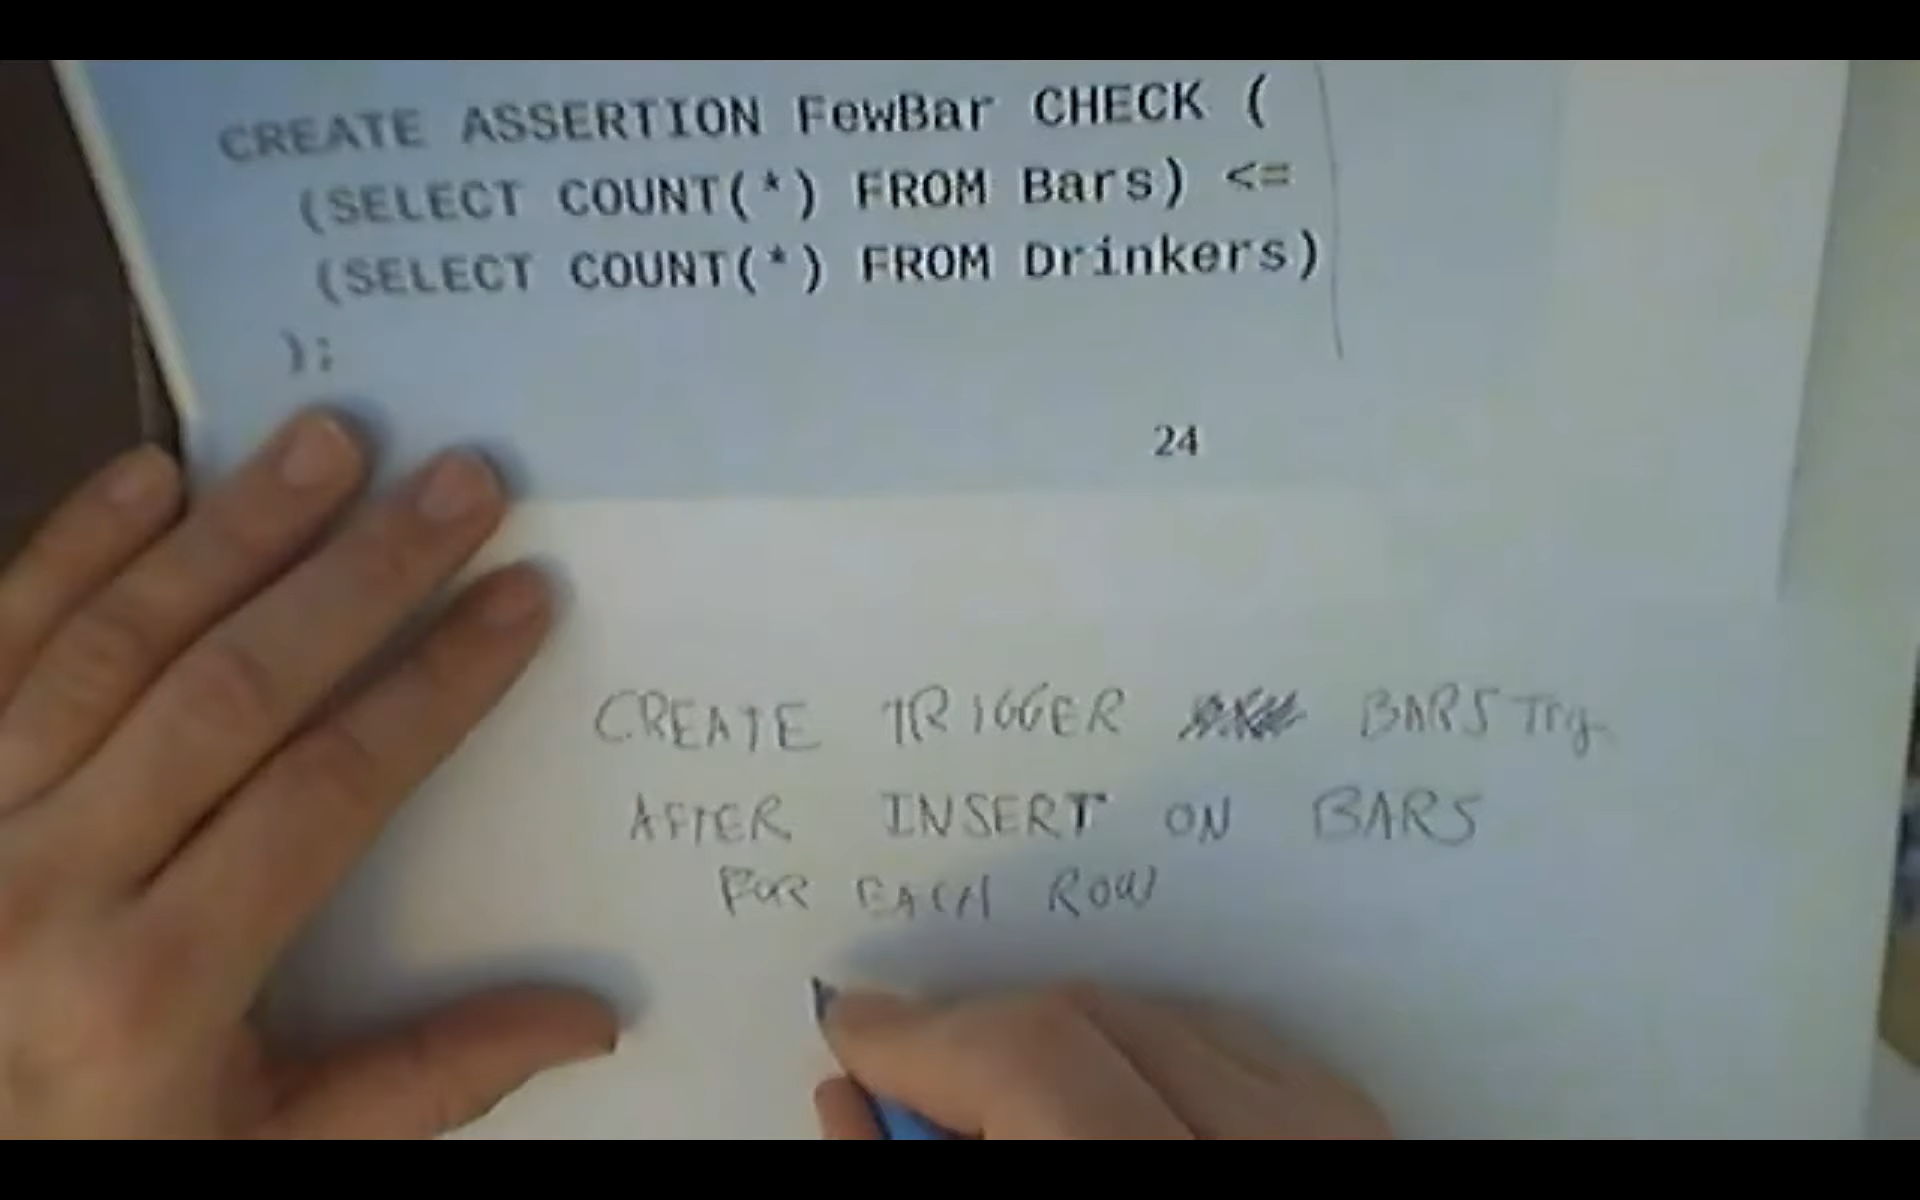 CREATE ASSERTION FewBar CHECK (
(SELECT COUNT(*) FROM Bars) <=
(SELECT COUNT(*) FROM Drinkers)
);
24
CREATE TRIGGER BARSTrg
AFTER INSERT ON BARS
FOR EACH ROW